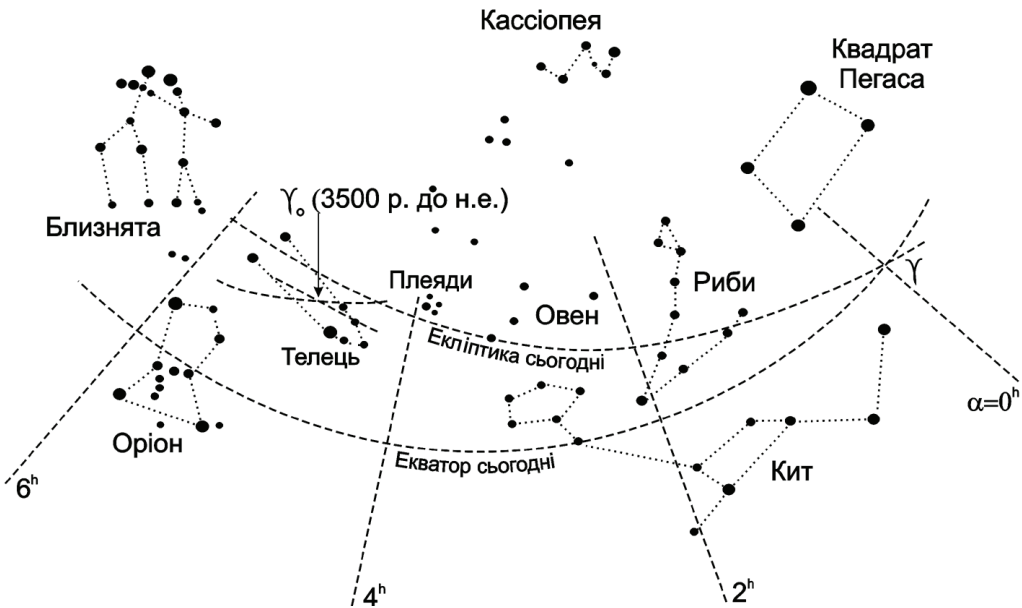 Кассіопея
Квадрат
Пегаса
Близнята
ϒ₀ (3500 р. до н.е.)
Плеяди
Овен
Риби
ϒ
Телець
Екліптика сьогодні
α=0ʰ
Оріон
Екватор сьогодні
Кит
6ʰ
4ʰ
2ʰ